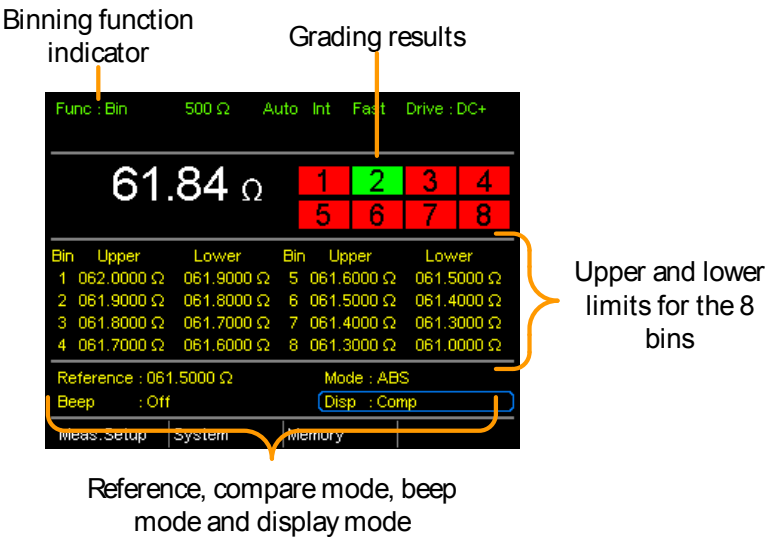 Binning function
indicator
Grading results
Func : Bin 500 Ω Auto Int Fast Drive : DC+
61.84 Ω
1 2 3 4
5 6 7 8
Bin Upper Lower Bin Upper Lower
1 062.0000 Ω 061.9000 Ω 5 061.6000 Ω 061.5000 Ω
2 061.9000 Ω 061.8000 Ω 6 061.5000 Ω 061.4000 Ω
3 061.8000 Ω 061.7000 Ω 7 061.4000 Ω 061.3000 Ω
4 061.7000 Ω 061.6000 Ω 8 061.3000 Ω 061.0000 Ω
Upper and lower
limits for the 8
bins
Reference : 061.5000 Ω Mode : ABS
Beep : Off Disp : Comp
Meas.Setup System Memory
Reference, compare mode, beep
mode and display mode